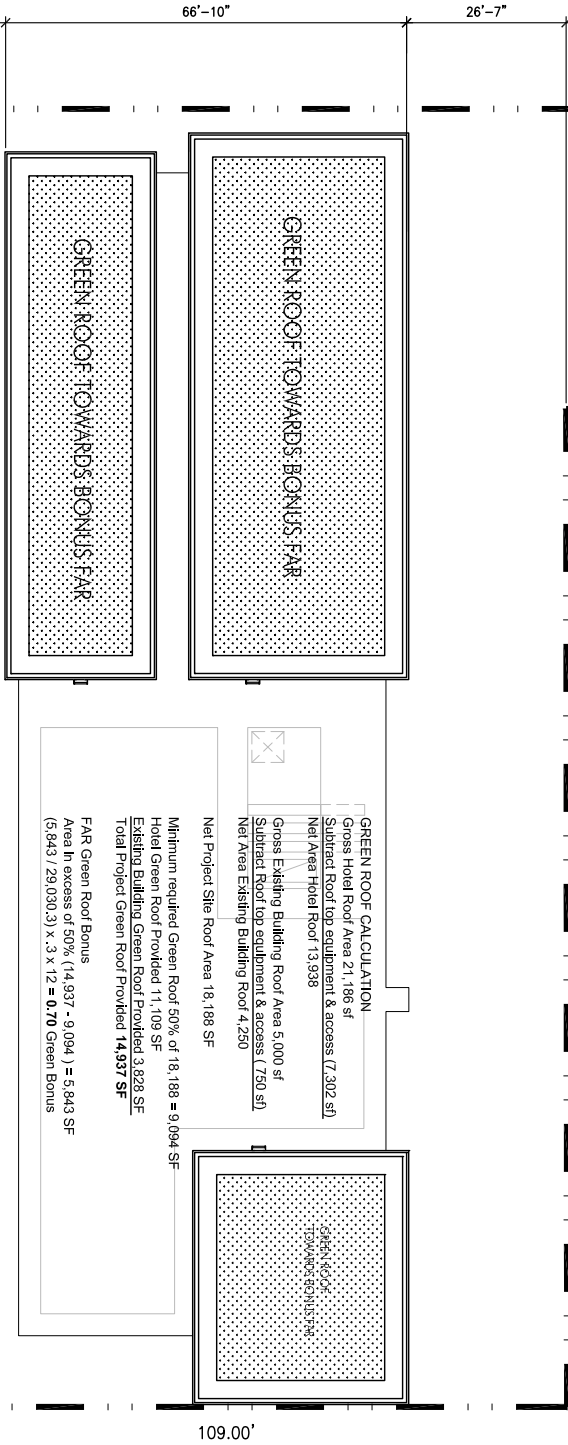 66'-10"
26'-7"
GREEN ROOF TOWARDS BONUS FAR
GREEN ROOF TOWARDS BONUS FAR
GREEN ROOF CALCULATION
Gross Hotel Roof Area 21,186 sf
Subtract Roof top equipment & access (7,302 sf)
Net Area Hotel Roof 13,938
Gross Existing Building Roof Area 5,000 sf
Subtract Roof top equipment & access ( 750 sf)
Net Area Existing Building Roof 4,250
Net Project Site Roof Area 18,188 SF
Minimum required Green Roof 50% of 18,188 = 9,094 SF
Hotel Green Roof Provided 11,109 SF
Existing Building Green Roof Provided 3,828 SF
Total Project Green Roof Provided 14,937 SF
FAR Green Roof Bonus
Area in excess of 50% (14,937 - 9,094 ) = 5,843 SF
(5,843 / 29,030.3) x .3 x 12 = 0.70 Green Bonus
GREEN ROOF
TOWARDS BONUS FAR
109.00'